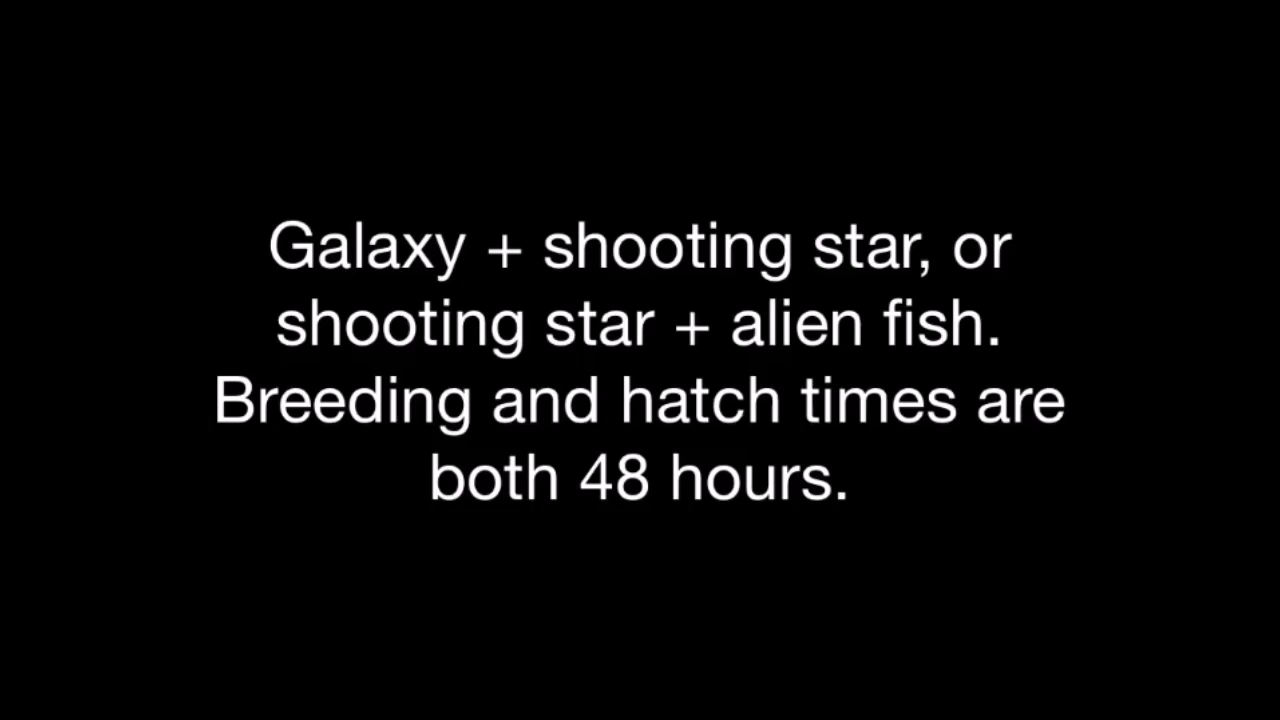 Galaxy + shooting star, or
shooting star + alien fish.
Breeding and hatch times are
both 48 hours.